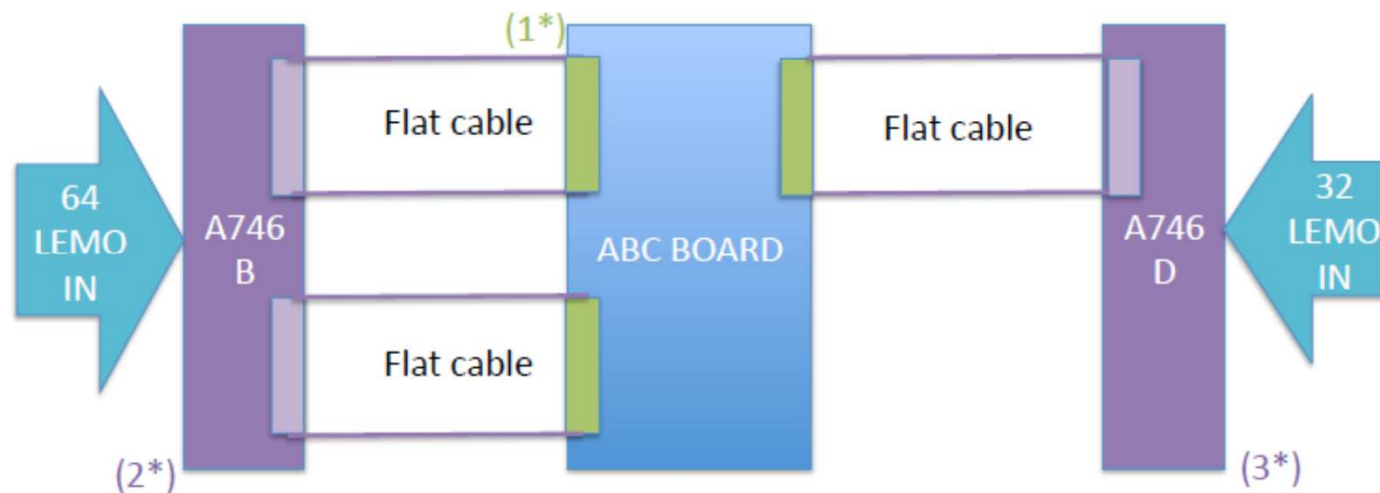 (1*)
Flat cable
Flat cable
64
LEMO
IN
A746
B
ABC BOARD
A746
D
32
LEMO
IN
Flat cable
(2*)
(3*)